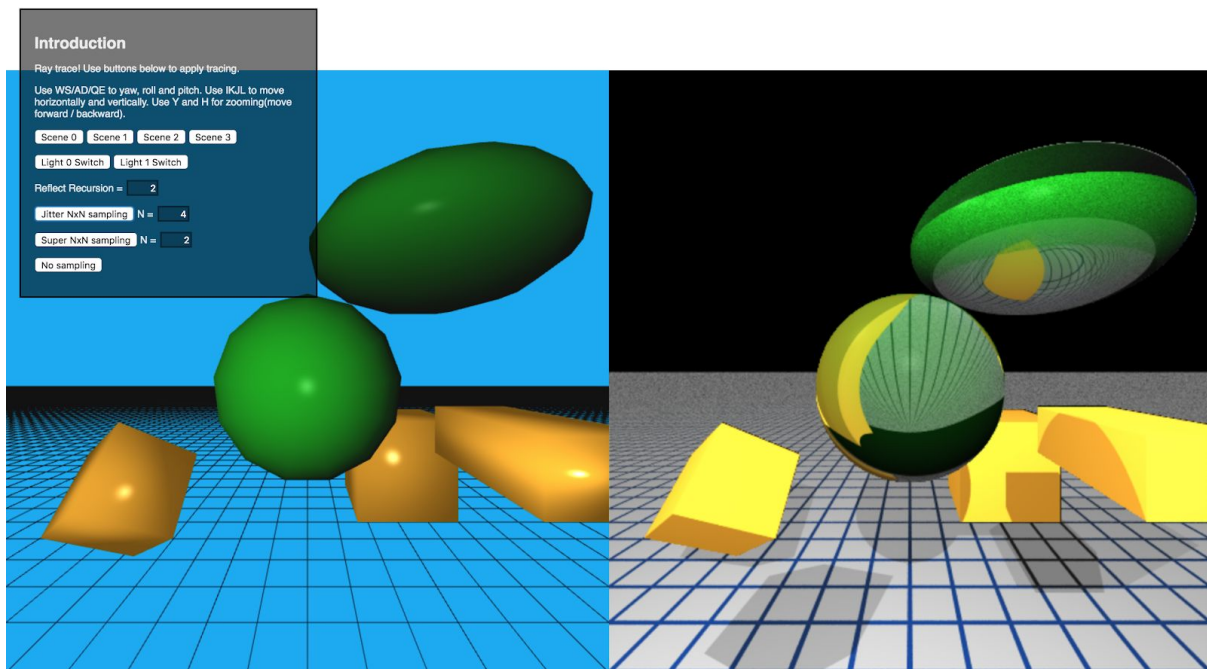 Introduction
Ray trace! Use buttons below to apply tracing.
Use WS/AD/QE to yaw, roll and pitch. Use IKJL to move
horizontally and vertically. Use Y and H for zooming(move
forward / backward).
Scene 0 Scene 1 Scene 2 Scene 3
Light 0 Switch Light 1 Switch
Reflect Recursion = 2
Jitter NxN sampling N = 4
Super NxN sampling N = 2
No sampling